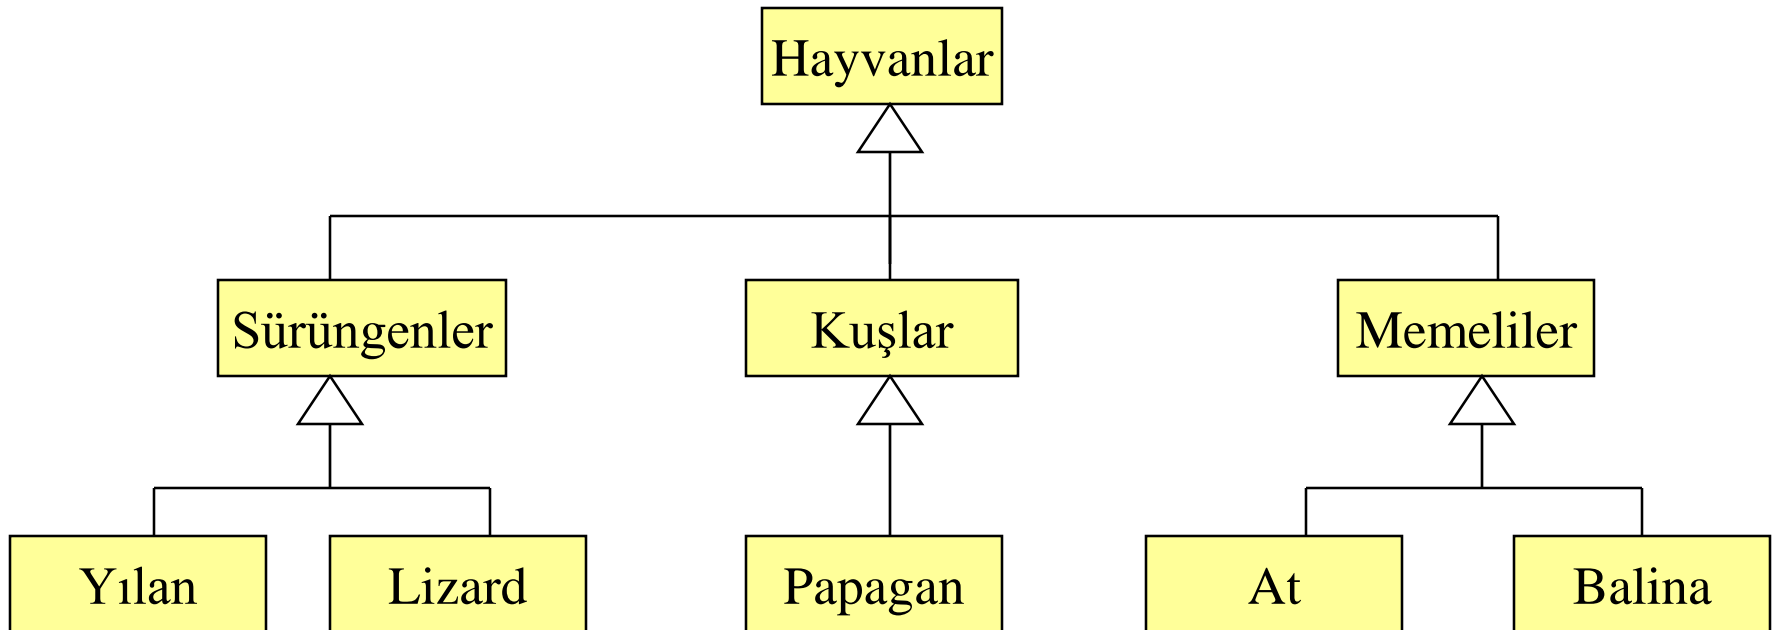 Hayvanlar
Sürüngenler
Kuşlar
Memeliler
Yılan
Lizard
Papagan
At
Balina